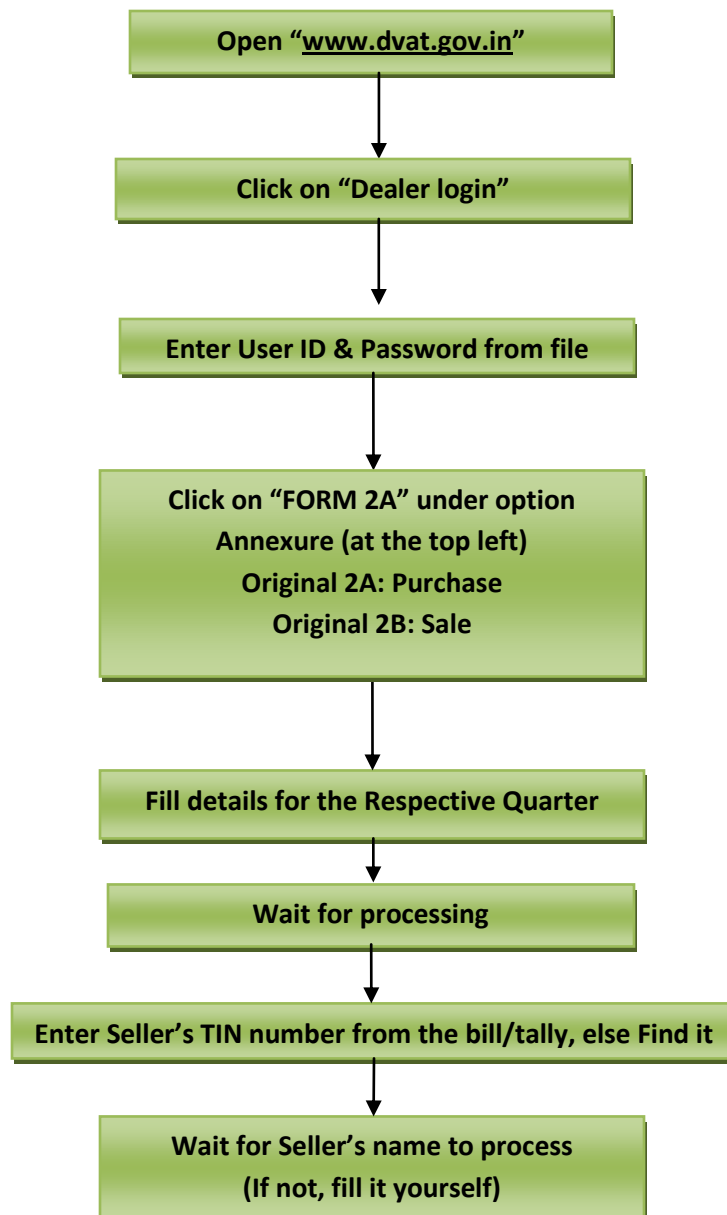 Open “www.dvat.gov.in”
Click on “Dealer login”
Enter User ID & Password from file
Click on “FORM 2A” under option
Annexure (at the top left)
Original 2A: Purchase
Original 2B: Sale
Fill details for the Respective Quarter
Wait for processing
Enter Seller’s TIN number from the bill/tally, else Find it
Wait for Seller’s name to process
(If not, fill it yourself)